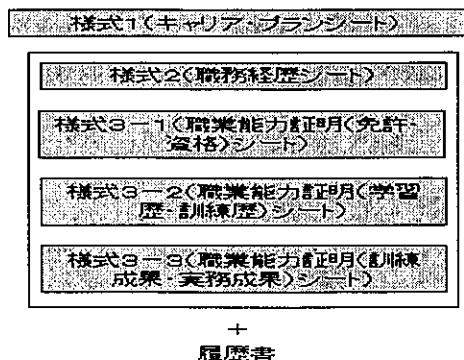 様式1(キャリア・プランシート)
様式2(職務経歴シート)
様式3-1(職業能力証明(免許・
資格)シート)
様式3-2(職業能力証明(学習
歴・訓練歴)シート)
様式3-3(職業能力証明(訓練
成果・実務成果)シート)
+
履歴書